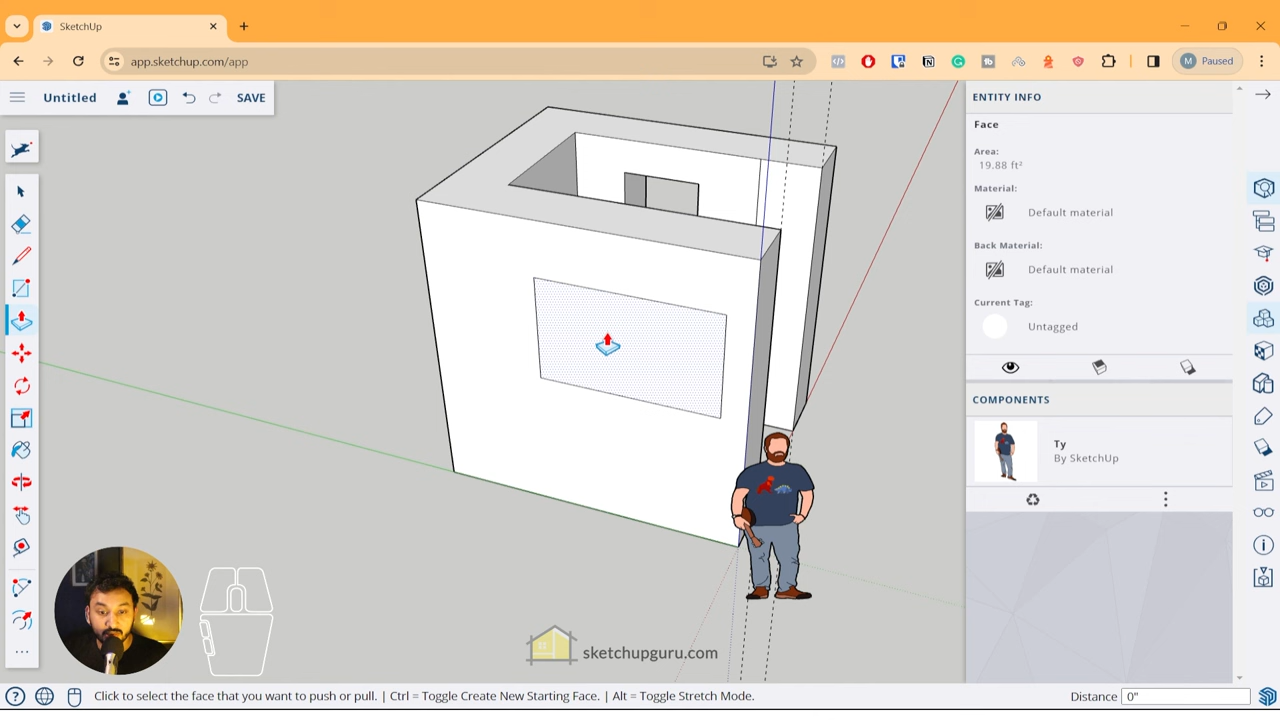 SketchUp
app.sketchup.com/app
M Paused
Untitled
SAVE
ENTITY INFO
Face
Area:
19.88 ft²
Material:
Default material
Back Material:
Default material
Current Tag:
Untagged
COMPONENTS
Ty
By SketchUp
sketchupguru.com
Click to select the face that you want to push or pull. | Ctrl = Toggle Create New Starting Face. | Alt = Toggle Stretch Mode.
Distance 0"